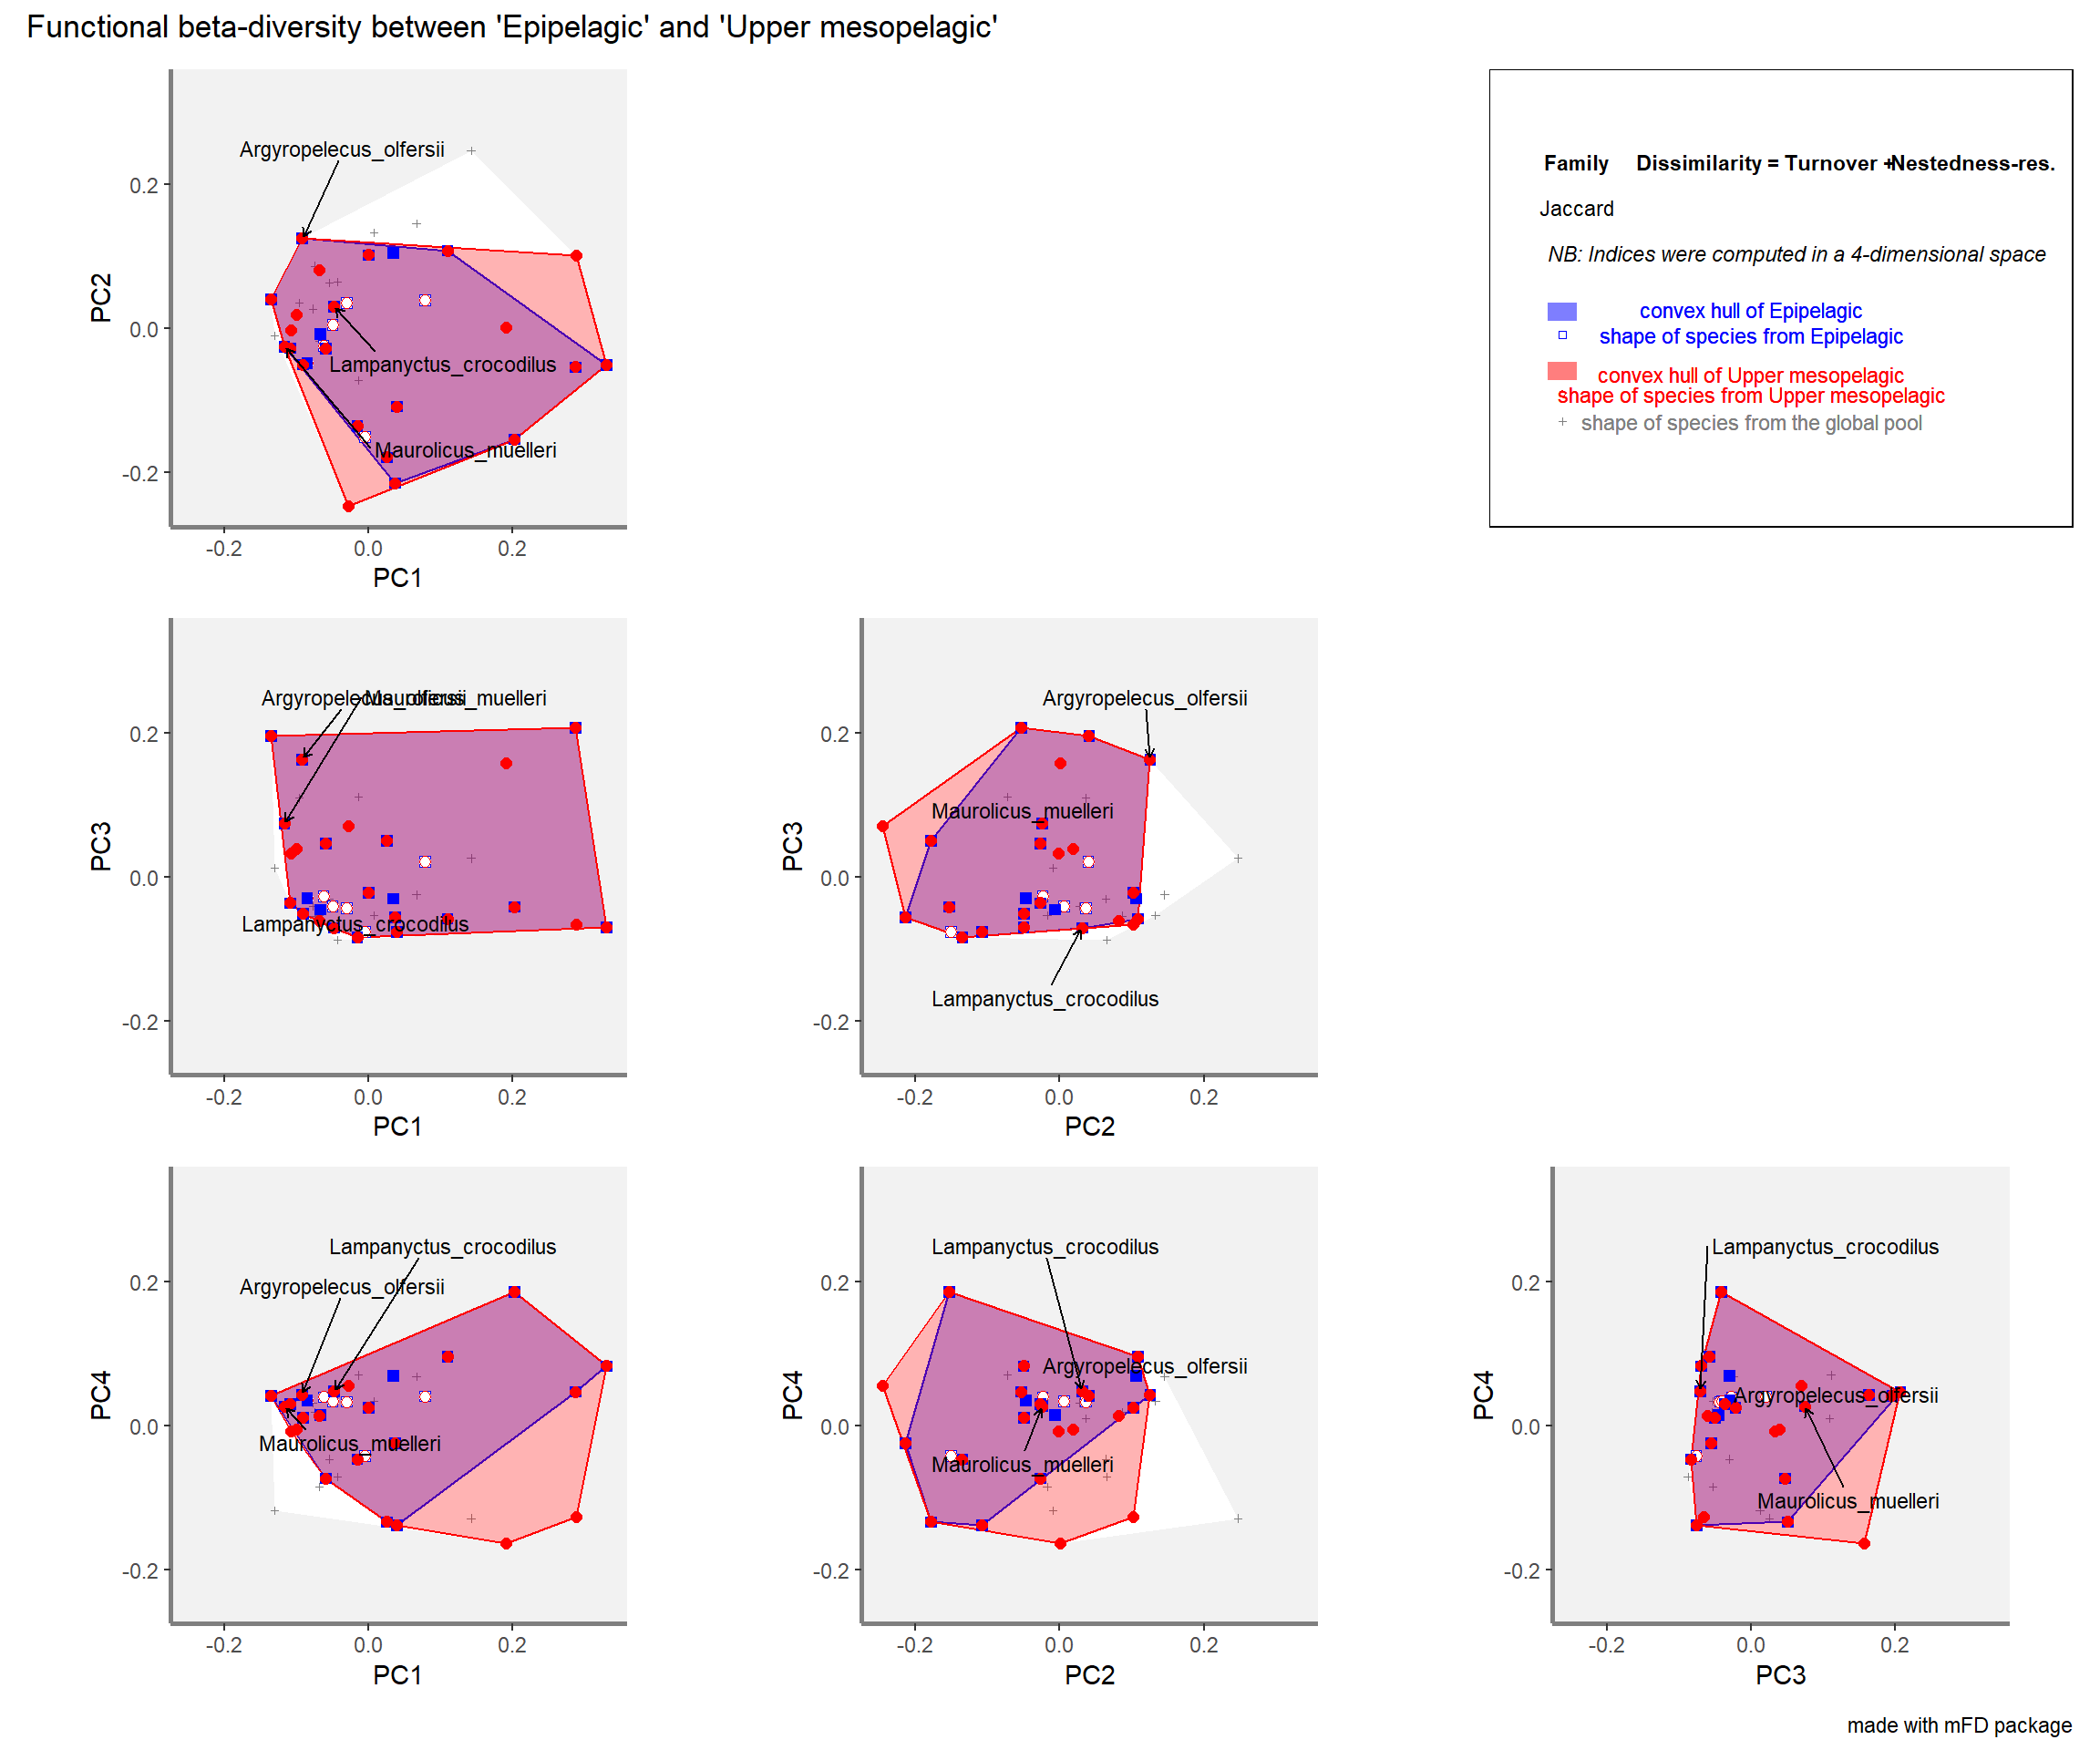 Functional beta-diversity between 'Epipelagic' and 'Upper mesopelagic'
Argyropelecus_olfersii
Lampanyctus_crocodilus
Maurolicus_muelleri
PC2
0.2
0.0
-0.2
-0.2 0.0 0.2
PC1
Family Dissimilarity = Turnover + Nestedness-res.
Jaccard
NB: Indices were computed in a 4-dimensional space
convex hull of Epipelagic
shape of species from Epipelagic
convex hull of Upper mesopelagic
shape of species from Upper mesopelagic
shape of species from the global pool
Argyropelecus_olfersii
Maurolicus_muelleri
Lampanyctus_crocodilus
PC3
0.2
0.0
-0.2
-0.2 0.0 0.2
PC1
Argyropelecus_olfersii
Maurolicus_muelleri
Lampanyctus_crocodilus
PC3
0.2
0.0
-0.2
-0.2 0.0 0.2
PC2
Lampanyctus_crocodilus
Argyropelecus_olfersii
Maurolicus_muelleri
PC4
0.2
0.0
-0.2
-0.2 0.0 0.2
PC1
Lampanyctus_crocodilus
Argyropelecus_olfersii
Maurolicus_muelleri
PC4
0.2
0.0
-0.2
-0.2 0.0 0.2
PC2
Lampanyctus_crocodilus
Argyropelecus_olfersii
Maurolicus_muelleri
PC4
0.2
0.0
-0.2
-0.2 0.0 0.2
PC3
made with mFD package